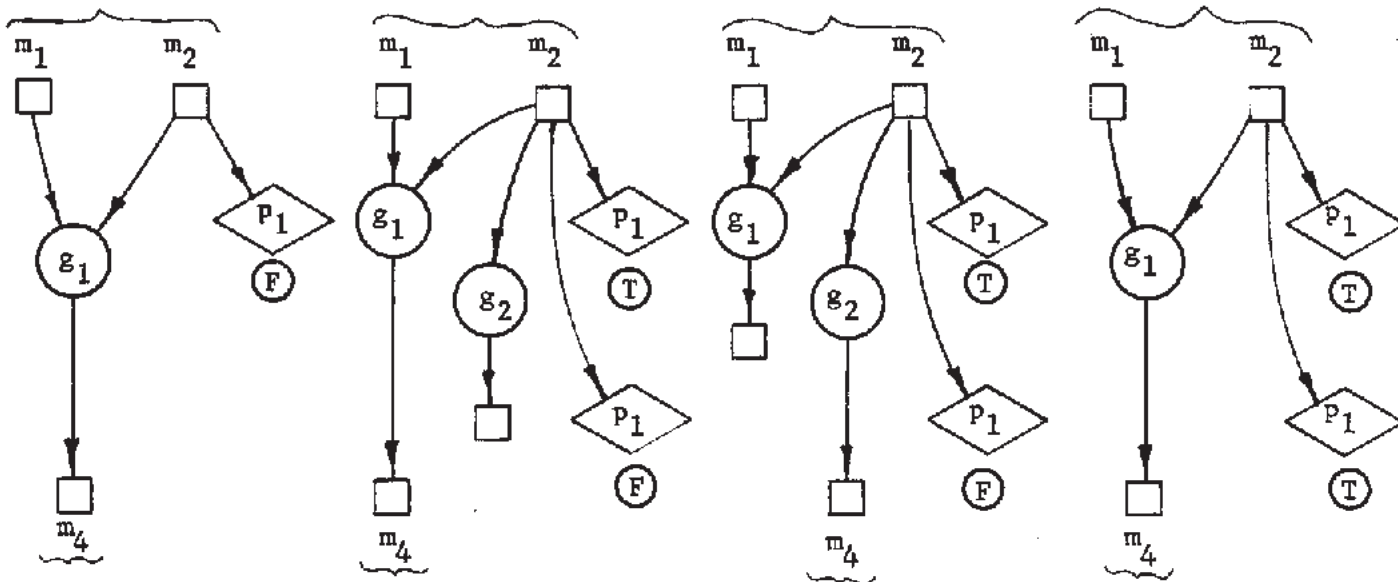 m1 m2 m1 m2 m1 m2 m1 m2
g1 P1 g1 P1 g1 P1 g1 P1
F T T T
g2 g2
P1 P1 P1
F F T
m4 m4 m4 m4